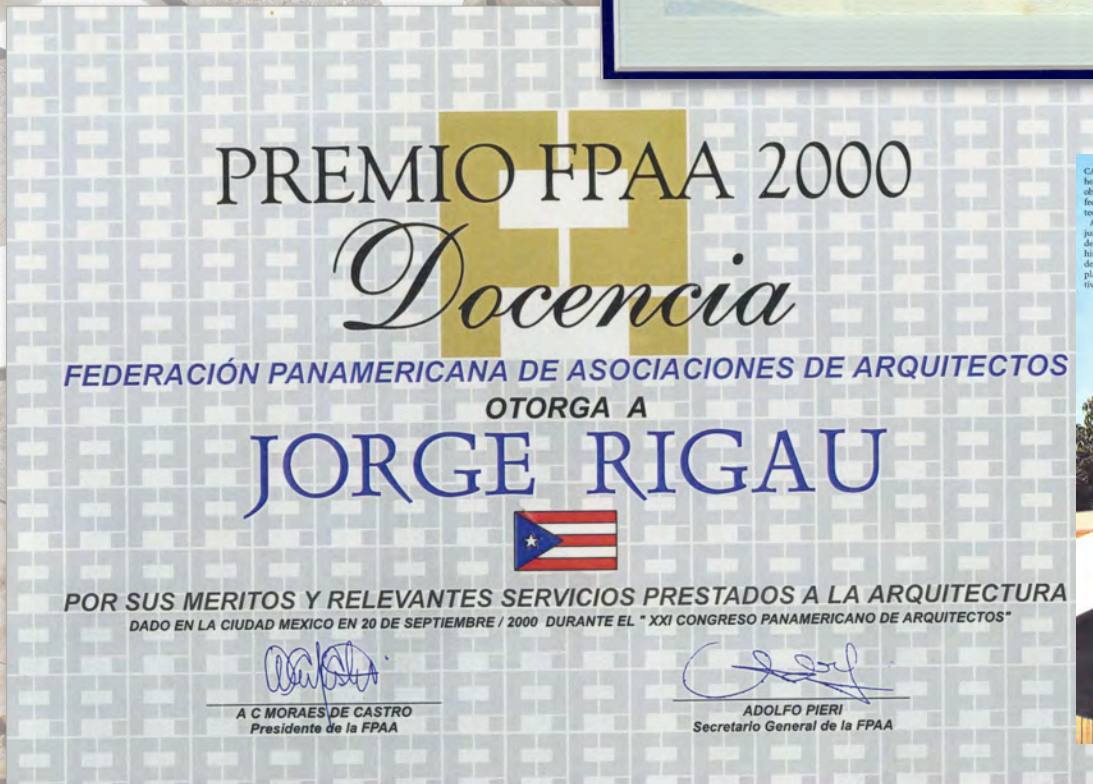 PREMIO FPAA 2000
Docencia
FEDERACIÓN PANAMERICANA DE ASOCIACIONES DE ARQUITECTOS
OTORGA A
JORGE RIGAU
POR SUS MERITOS Y RELEVANTES SERVICIOS PRESTADOS A LA ARQUITECTURA
DADO EN LA CIUDAD MEXICO EN 20 DE SEPTIEMBRE / 2000 DURANTE EL " XXI CONGRESO PANAMERICANO DE ARQUITECTOS"
A C MORAES DE CASTRO
Presidente de la FPAA
ADOLFO PIERI
Secretario General de la FPAA